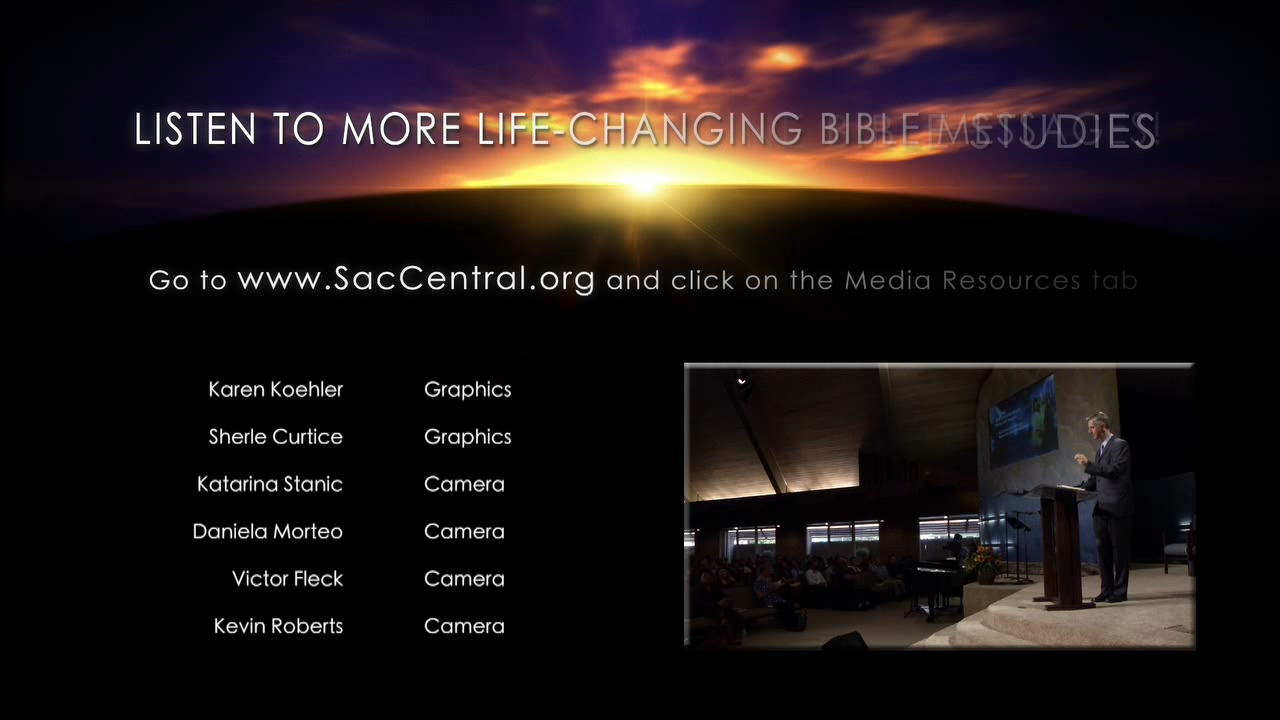 LISTEN TO MORE LIFE-CHANGING BIBLE STUDIES
Go to www.SacCentral.org and click on the Media Resources tab
Karen Koehler Graphics
Sherle Curtice Graphics
Katarina Stanic Camera
Daniela Morteo Camera
Victor Fleck Camera
Kevin Roberts Camera